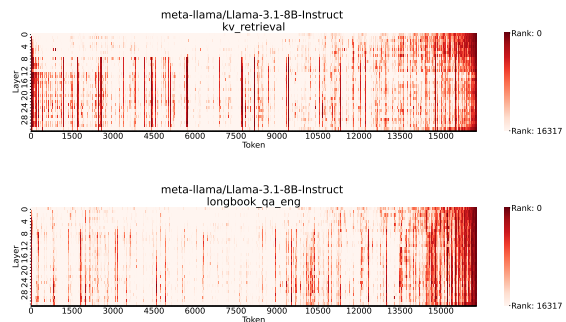 meta-llama/Llama-3.1-8B-Instruct
kv_retrieval
Layer
0
4
8
12
16
20
24
28
0 1500 3000 4500 6000 7500 9000 10500 12000 13500 15000
Token
Rank: 0
Rank: 16317
meta-llama/Llama-3.1-8B-Instruct
longbook_qa_eng
Layer
0
4
8
12
16
20
24
28
0 1500 3000 4500 6000 7500 9000 10500 12000 13500 15000
Token
Rank: 0
Rank: 16317